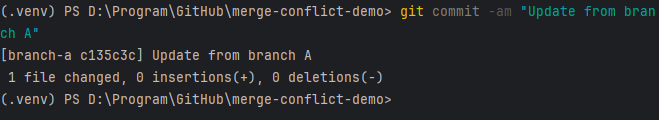 (.venv) PS D:\Program\GitHub\merge-conflict-demo> git commit -am "Update from bran
ch A"
[branch-a c135c3c] Update from branch A
 1 file changed, 0 insertions(+), 0 deletions(-)
(.venv) PS D:\Program\GitHub\merge-conflict-demo>